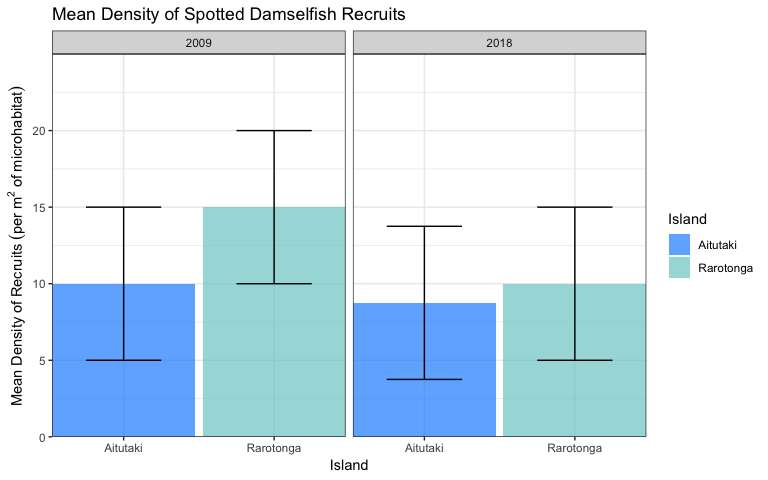 Mean Density of Spotted Damselfish Recruits
2009
2018
Mean Density of Recruits (per m² of microhabitat)
20
15
10
5
0
Aitutaki
Rarotonga
Aitutaki
Rarotonga
Island
Island
Aitutaki
Rarotonga